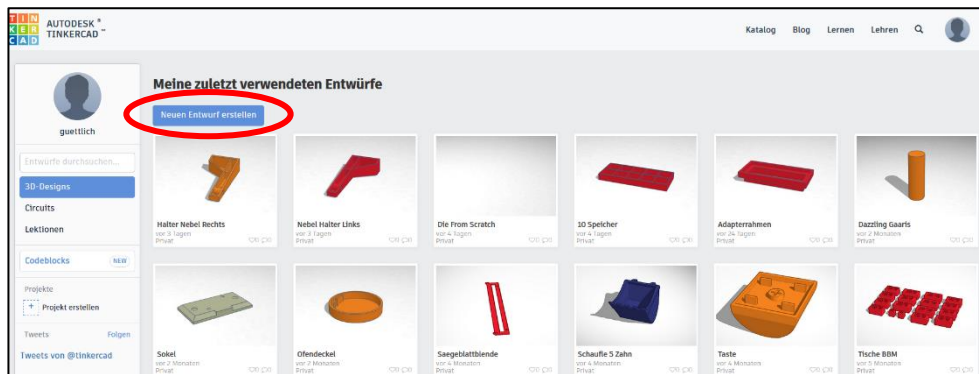 TIN
KER
CAD
AUTODESK®
TINKERCAD™
Katalog Blog Lernen Lehren
guettlich
Entwürfe durchsuchen...
3D-Designs
Circuits
Lektionen
Codeblocks NEW
Projekte
+ Projekt erstellen
Tweets Folgen
Tweets von @tinkercad
Meine zuletzt verwendeten Entwürfe
Neuen Entwurf erstellen
Halter Nebel Rechts
vor 3 Tagen
Privat
Nebel Halter Links
vor 3 Tagen
Privat
Die From Scratch
vor 4 Tagen
Privat
10 Speicher
vor 4 Tagen
Privat
Adapterrahmen
vor 24 Tagen
Privat
Dazzling Gaaris
vor 2 Monaten
Privat
Sokel
vor 2 Monaten
Privat
Ofendeckel
vor 2 Monaten
Privat
Saegeblattblende
vor 4 Monaten
Privat
Schaufle 5 Zahn
vor 4 Monaten
Privat
Taste
vor 4 Monaten
Privat
Tische BBM
vor 5 Monaten
Privat